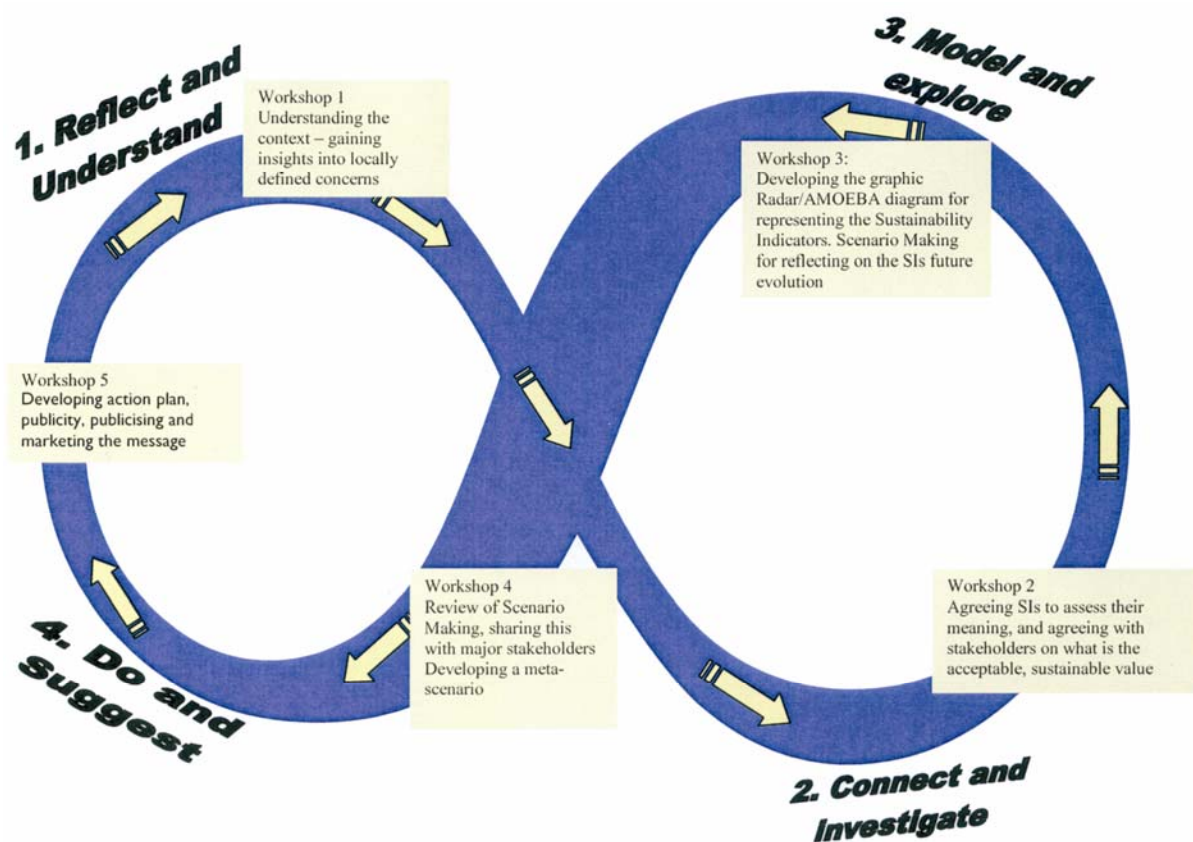 1. Reflect and
Understand
Workshop 1
Understanding the
context – gaining
insights into locally
defined concerns
3. Model and
explore
Workshop 3:
Developing the graphic
Radar/AMOEBA diagram for
representing the Sustainability
Indicators. Scenario Making
for reflecting on the SIs future
evolution
Workshop 5
Developing action plan,
publicity, publicising and
marketing the message
Workshop 4
Review of Scenario
Making, sharing this
with major stakeholders
Developing a meta-
scenario
Workshop 2
Agreeing SIs to assess their
meaning, and agreeing with
stakeholders on what is the
acceptable, sustainable value
4. Do and
Suggest
2. Connect and
investigate